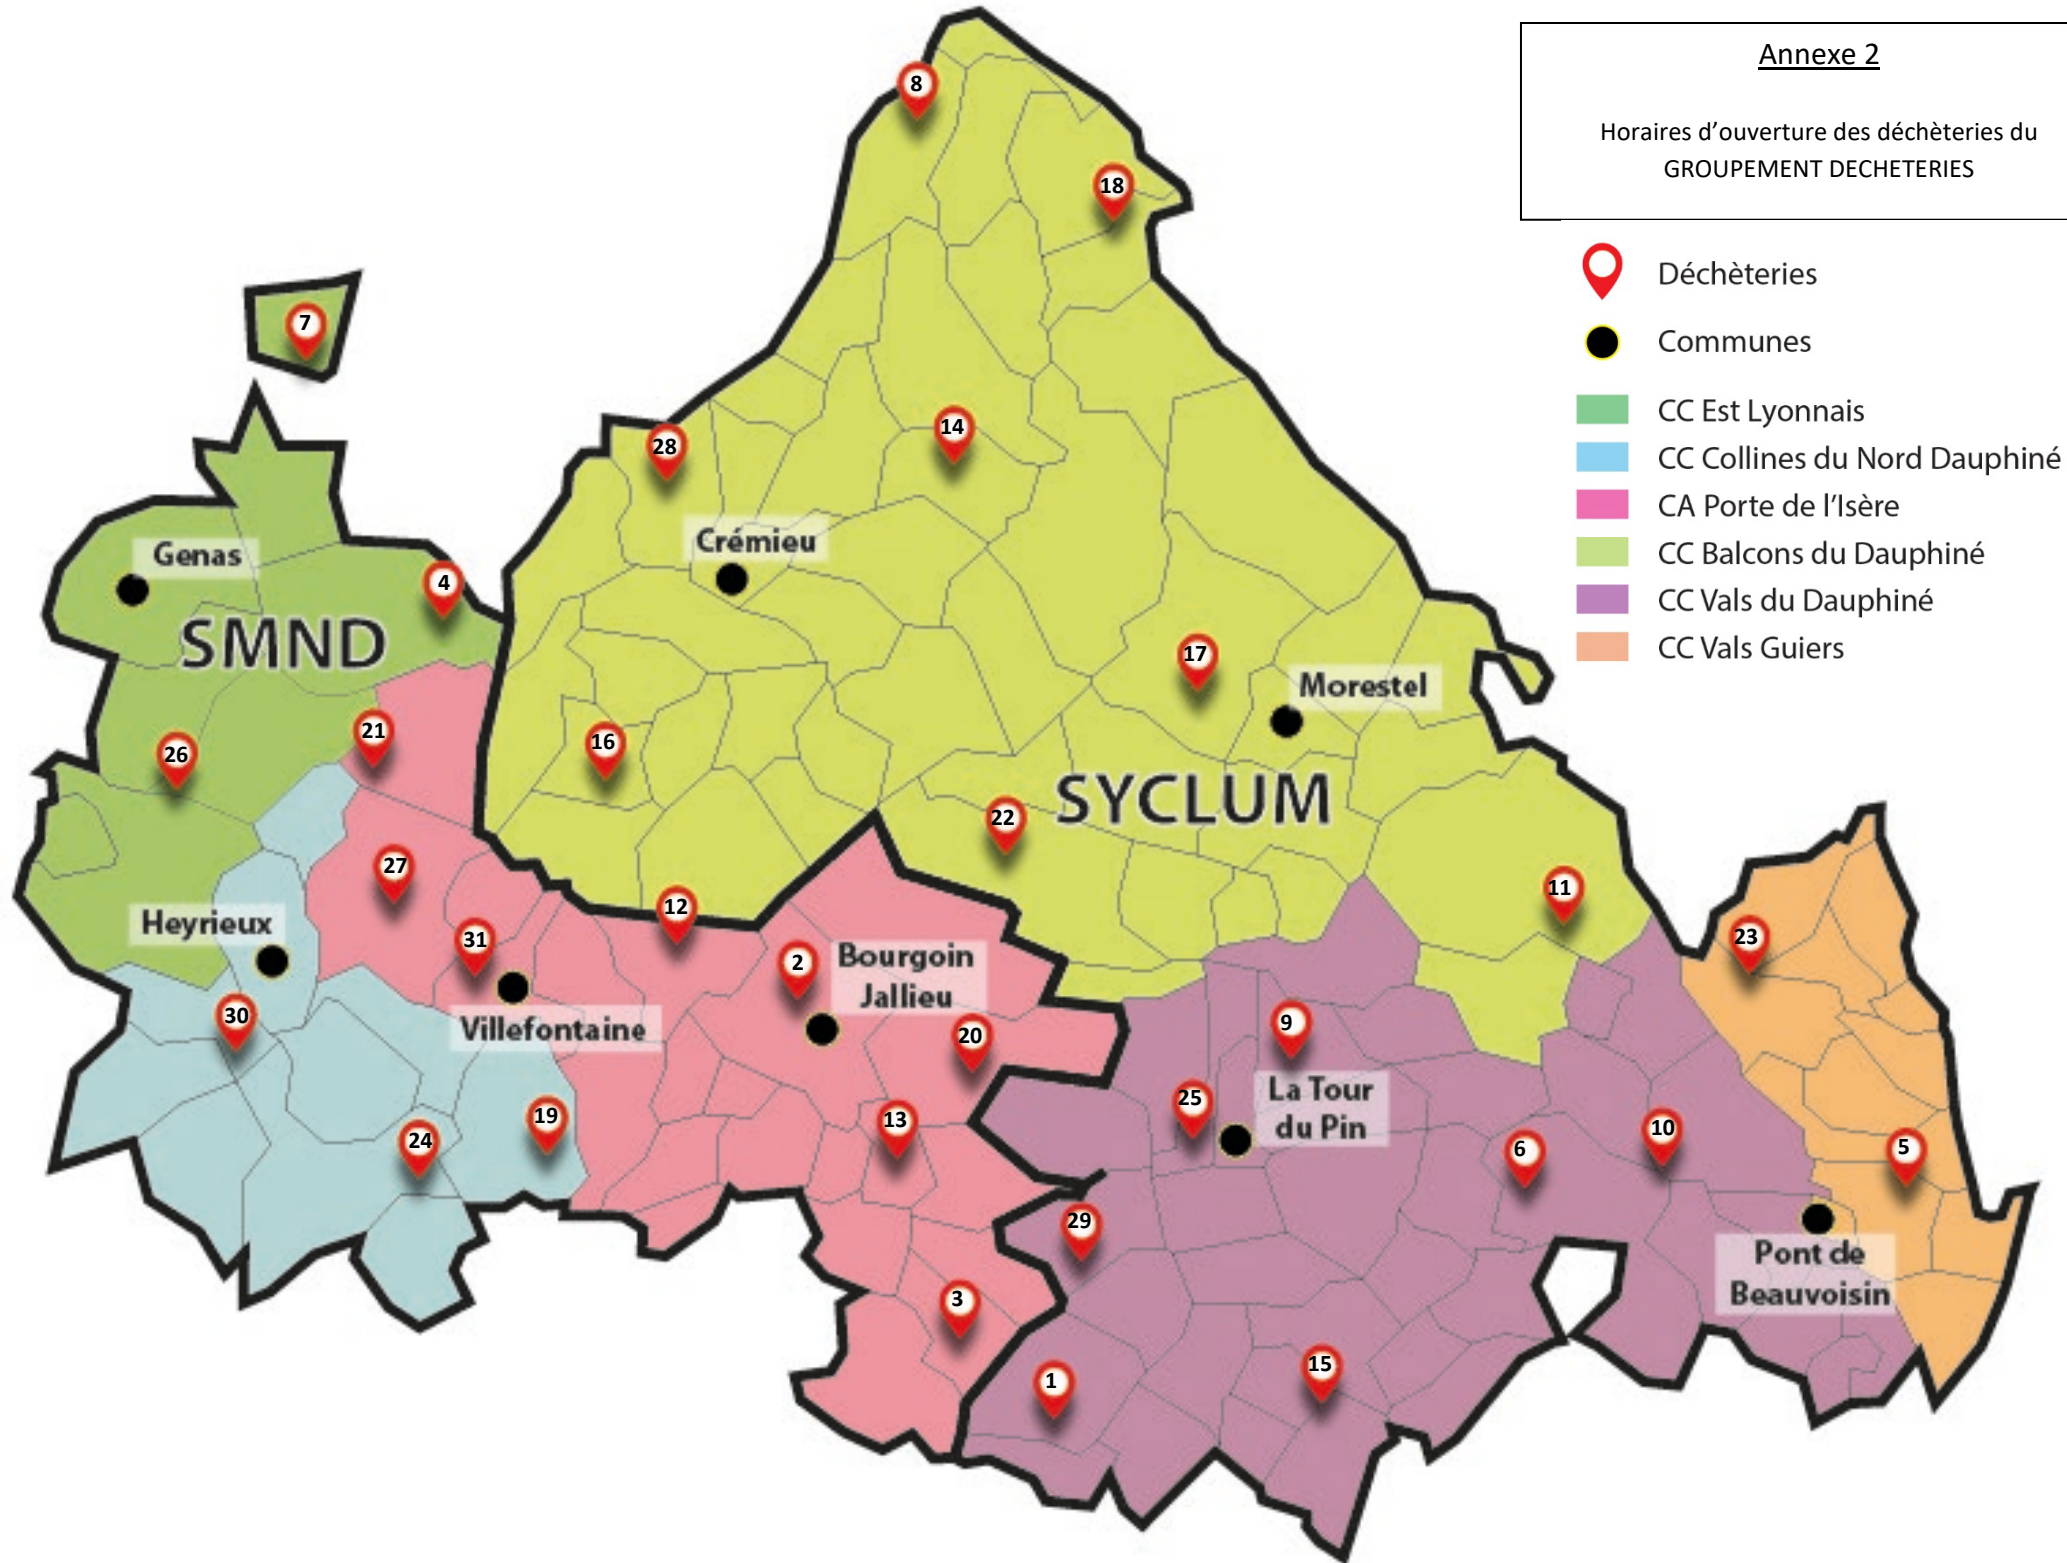 Annexe 2
Horaires d'ouverture des déchèteries du
GROUPEMENT DECHETERIES
Déchèteries
Communes
CC Est Lyonnais
CC Collines du Nord Dauphiné
CA Porte de l'Isère
CC Balcons du Dauphiné
CC Vals du Dauphiné
CC Vals Guiers
8
18
7
14
28
Crémieu
Genas
4
SMND
17
Morestel
21
26
16
SYCLUM
22
27
11
12
Heyrieux
31
2
Bourgoin
Jallieu
23
Villefontaine
30
20
9
La Tour
du Pin
25
19
24
13
6
10
5
29
Pont de
Beauvoisin
3
15
1